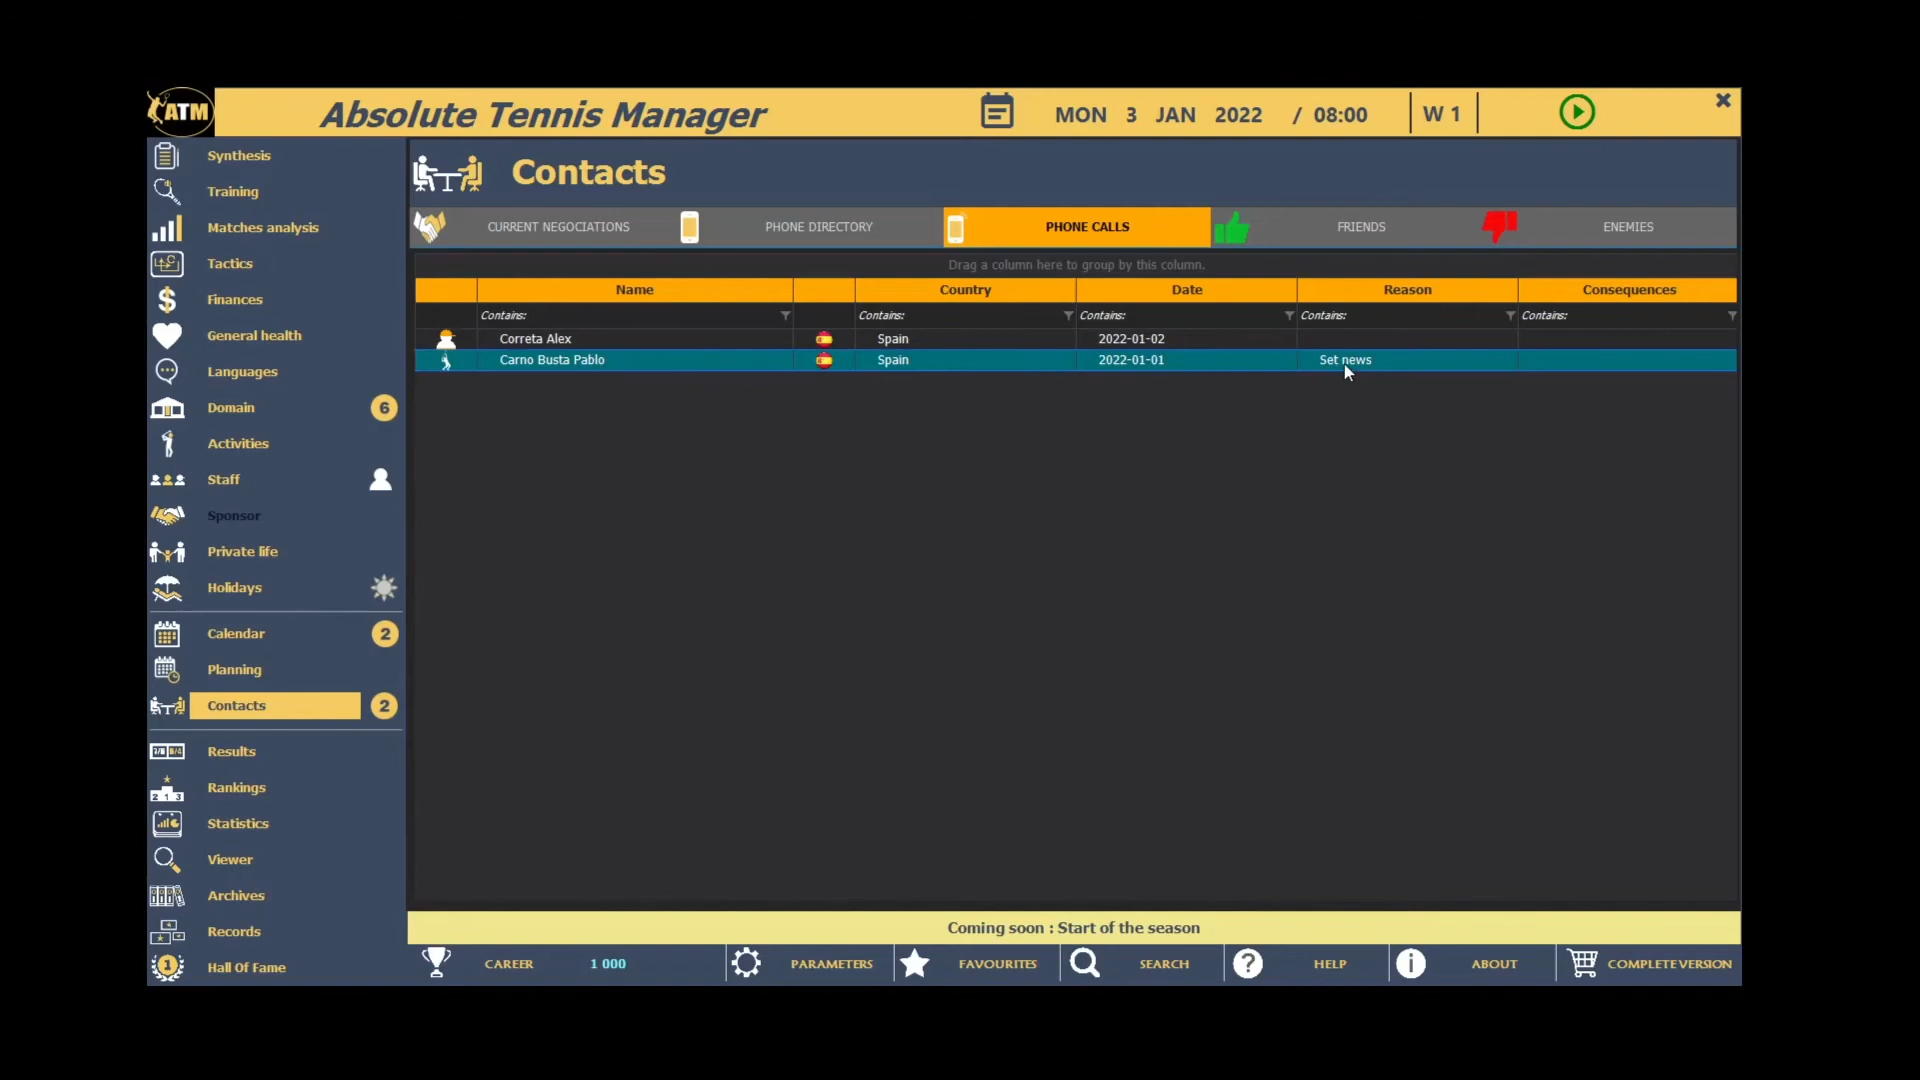 ATM Absolute Tennis Manager MON 3 JAN 2022 / 08:00 W 1
Synthesis
Training
Matches analysis
Tactics
Finances
General health
Languages
Domain 6
Activities
Staff
Sponsor
Private life
Holidays
Calendar 2
Planning
Contacts 2
Results
Rankings
Statistics
Viewer
Archives
Records
Hall Of Fame
Contacts
CURRENT NEGOCIATIONS PHONE DIRECTORY PHONE CALLS FRIENDS ENEMIES
Drag a column here to group by this column.
Name Country Date Reason Consequences
Contains: Contains: Contains: Contains: Contains:
Correta Alex Spain 2022-01-02
Carno Busta Pablo Spain 2022-01-01 Set news
Coming soon : Start of the season
CAREER 1 000 PARAMETERS FAVOURITES SEARCH HELP ABOUT COMPLETE VERSION